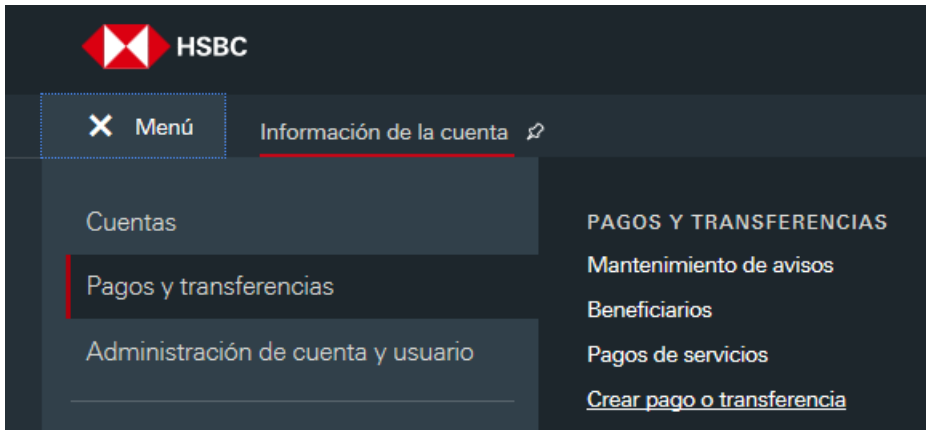 HSBC
Menú
Información de la cuenta
Cuentas
Pagos y transferencias
Administración de cuenta y usuario
PAGOS Y TRANSFERENCIAS
Mantenimiento de avisos
Beneficiarios
Pagos de servicios
Crear pago o transferencia